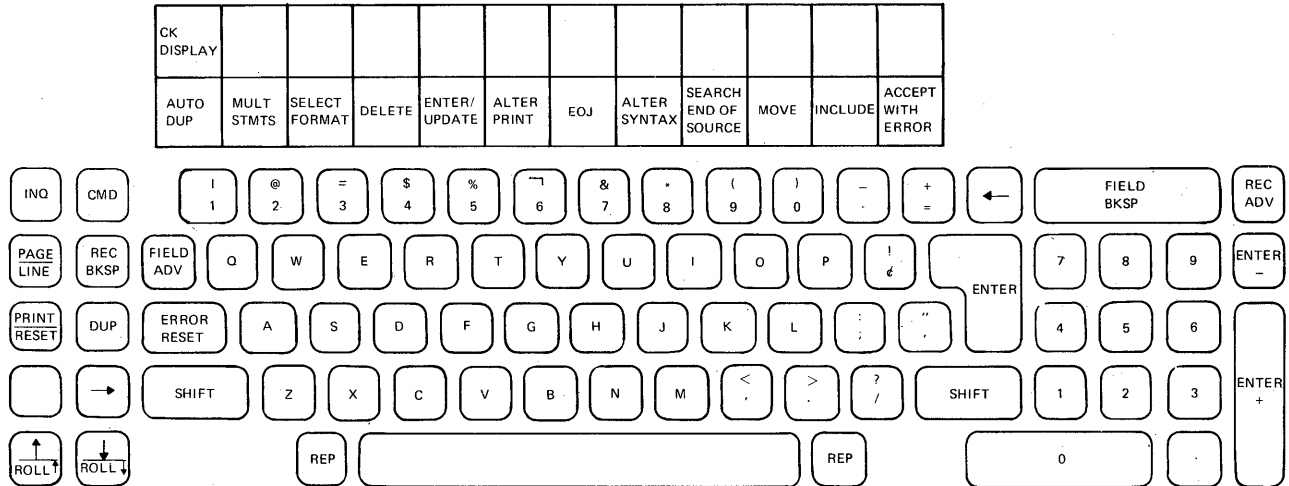 CK
DISPLAY
AUTO
DUP
MULT
STMTS
SELECT
FORMAT
DELETE
ENTER/
UPDATE
ALTER
PRINT
EOJ
ALTER
SYNTAX
SEARCH
END OF
SOURCE
MOVE
INCLUDE
ACCEPT
WITH
ERROR
INQ
CMD
|
1
@
2
=
3
$
4
%
5
¬
6
&
7
*
8
(
9
)
0
_
-
+
=
←
FIELD
BKSP
REC
ADV
PAGE
LINE
REC
BKSP
FIELD
ADV
Q
W
E
R
T
Y
U
I
O
P
!
¢
ENTER
7
8
9
ENTER
–
PRINT
RESET
DUP
ERROR
RESET
A
S
D
F
G
H
J
K
L
:
;
"
'
4
5
6
→
SHIFT
Z
X
C
V
B
N
M
<
,
>
.
?
/
SHIFT
1
2
3
ENTER
+
↑
ROLL↑
↓
ROLL↓
REP
REP
0
.